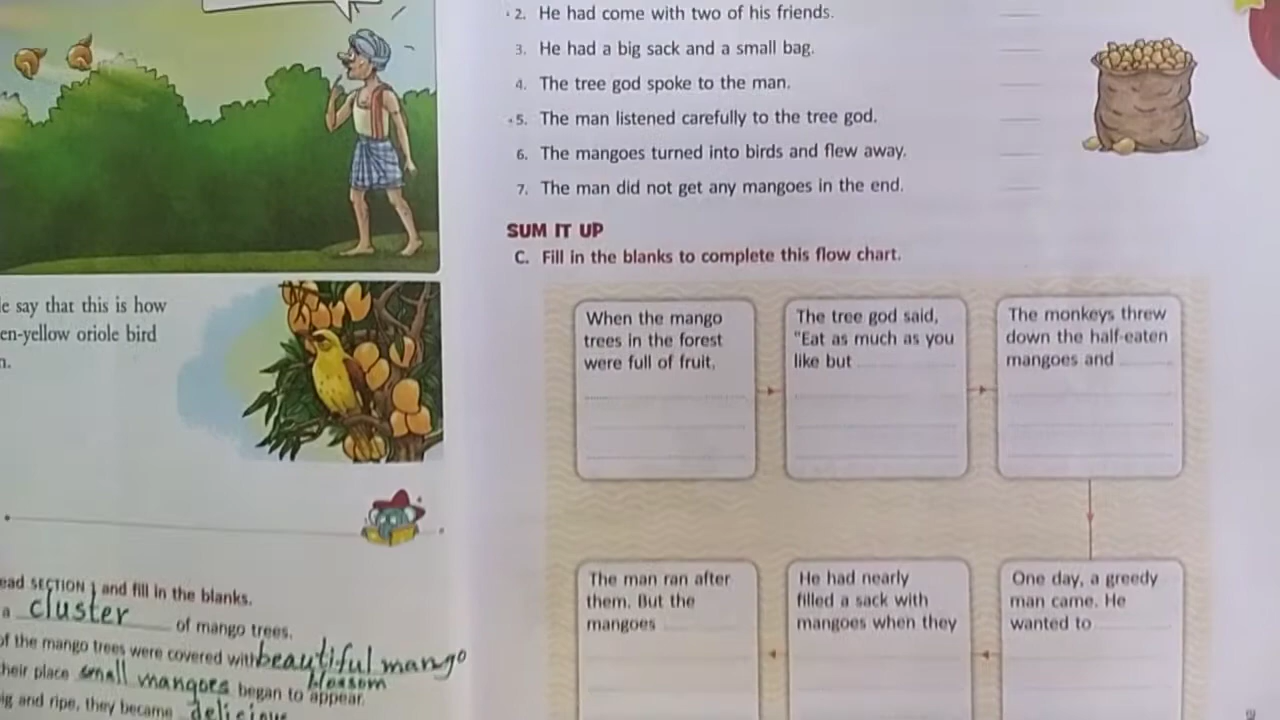 2. He had come with two of his friends.
3. He had a big sack and a small bag.
4. The tree god spoke to the man.
5. The man listened carefully to the tree god.
6. The mangoes turned into birds and flew away.
7. The man did not get any mangoes in the end.
SUM IT UP
C. Fill in the blanks to complete this flow chart.
When the mango
trees in the forest
were full of fruit,
The tree god said,
"Eat as much as you
like but
The monkeys threw
down the half-eaten
mangoes and
One day, a greedy
man came. He
wanted to
He had nearly
filled a sack with
mangoes when they
The man ran after
them. But the
mangoes
say that this is how
en-yellow oriole bird
ead SECTION 1 and fill in the blanks.
a cluster of mango trees.
of the mango trees were covered with beautiful mango
blossom
their place small mangoes began to appear.
ig and ripe, they became delicious